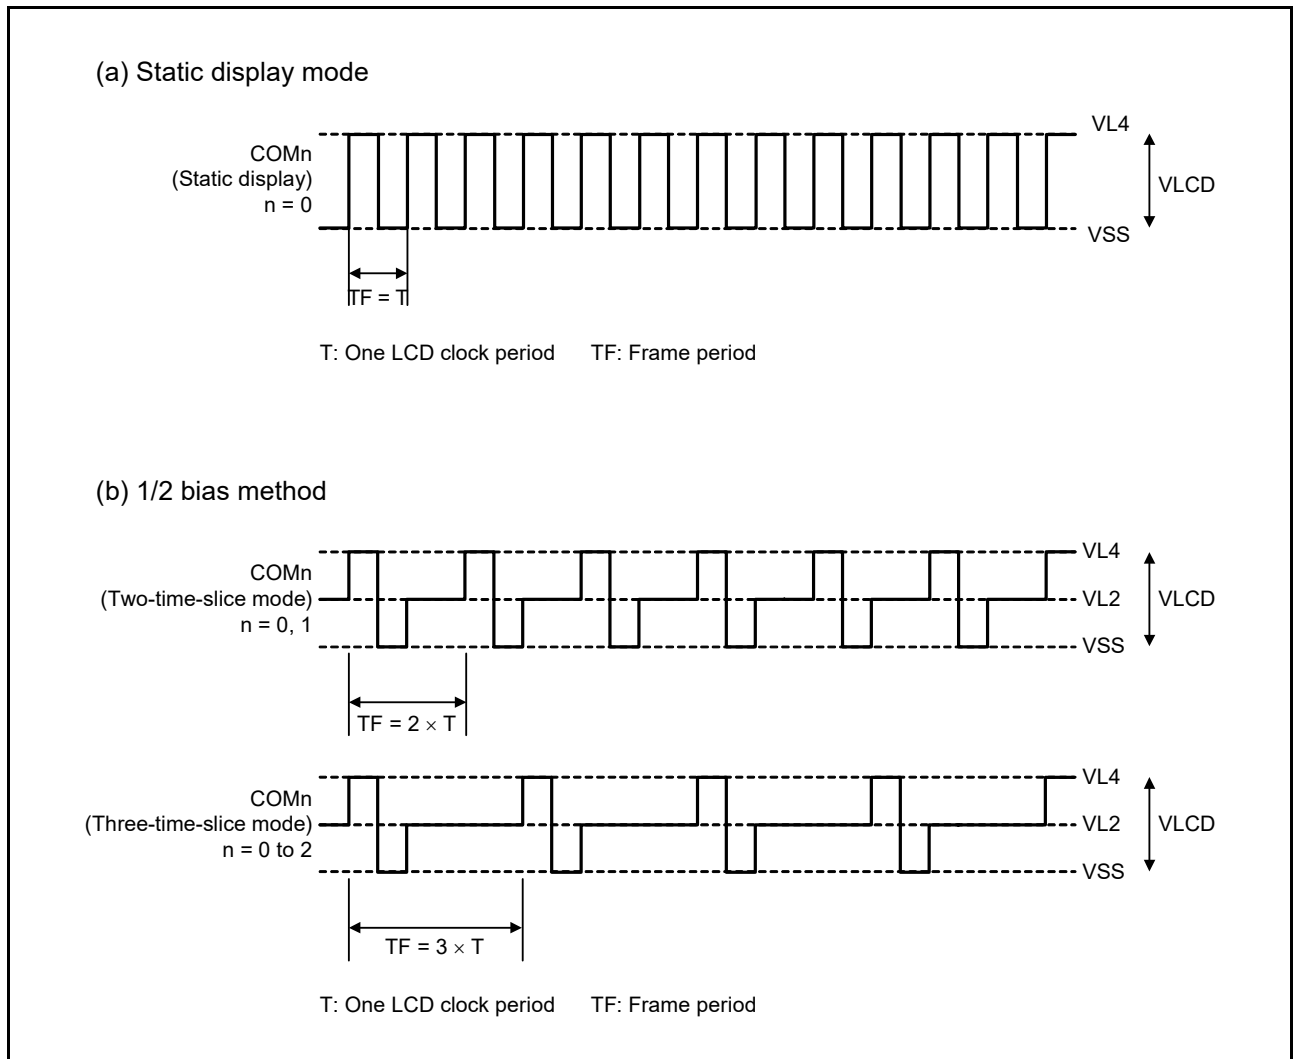 (a) Static display mode
VL4
COMn
(Static display)
n = 0
VLCD
VSS
TF = T
T: One LCD clock period TF: Frame period
(b) 1/2 bias method
VL4
COMn
(Two-time-slice mode)
n = 0, 1
VL2
VLCD
VSS
TF = 2 × T
VL4
COMn
(Three-time-slice mode)
n = 0 to 2
VL2
VLCD
VSS
TF = 3 × T
T: One LCD clock period TF: Frame period